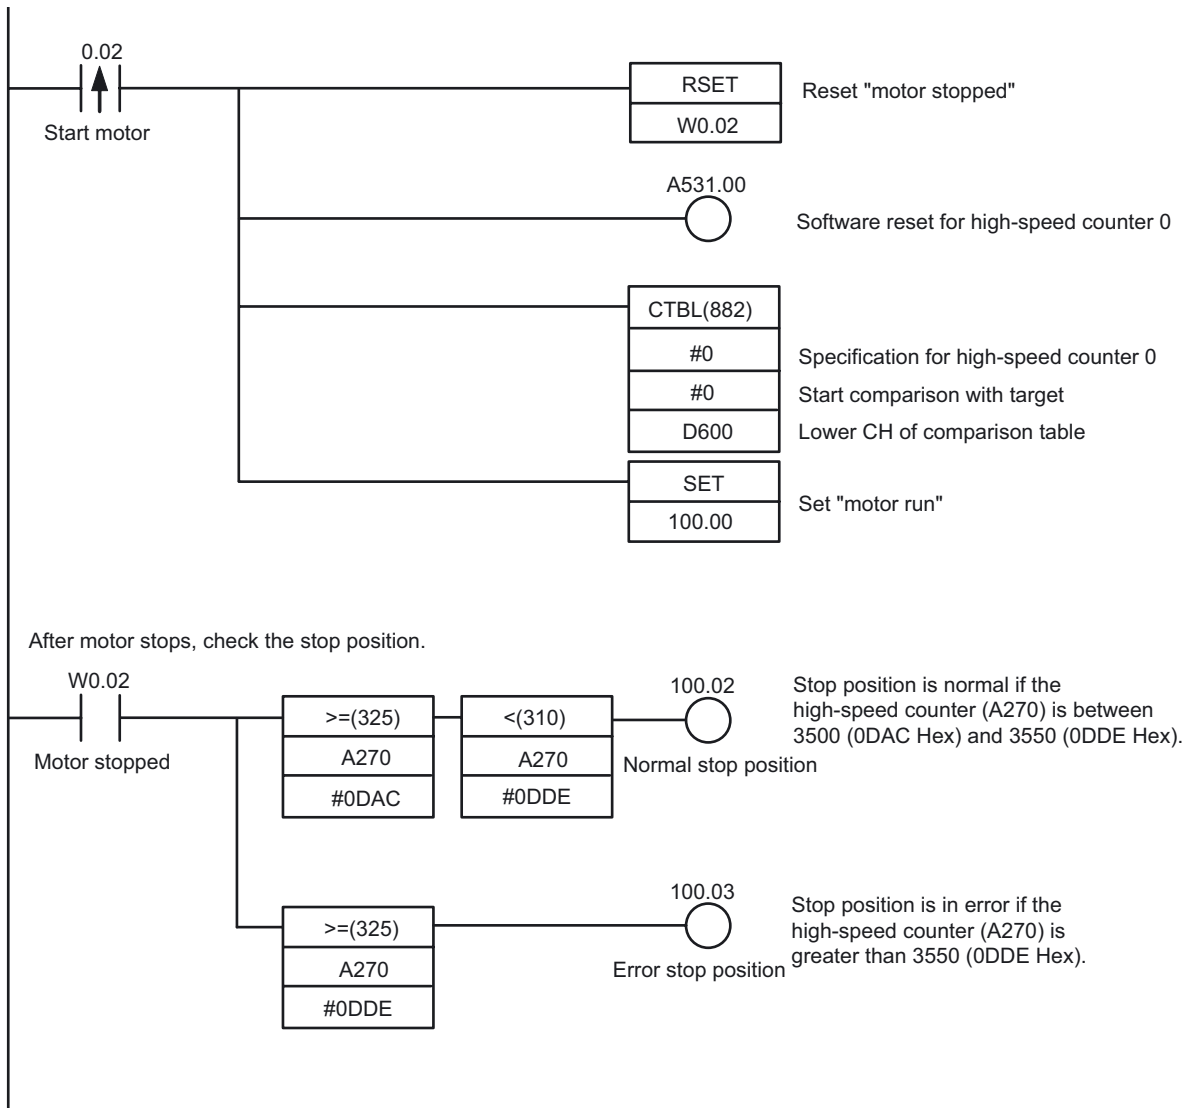 0.02
Start motor
RSET
W0.02
Reset "motor stopped"
A531.00
Software reset for high-speed counter 0
CTBL(882)
#0
Specification for high-speed counter 0
#0
Start comparison with target
D600
Lower CH of comparison table
SET
100.00
Set "motor run"
After motor stops, check the stop position.
W0.02
Motor stopped
>=(325)
A270
#0DAC
<(310)
A270
#0DDE
100.02
Normal stop position
Stop position is normal if the
high-speed counter (A270) is between
3500 (0DAC Hex) and 3550 (0DDE Hex).
>=(325)
A270
#0DDE
100.03
Error stop position
Stop position is in error if the
high-speed counter (A270) is
greater than 3550 (0DDE Hex).